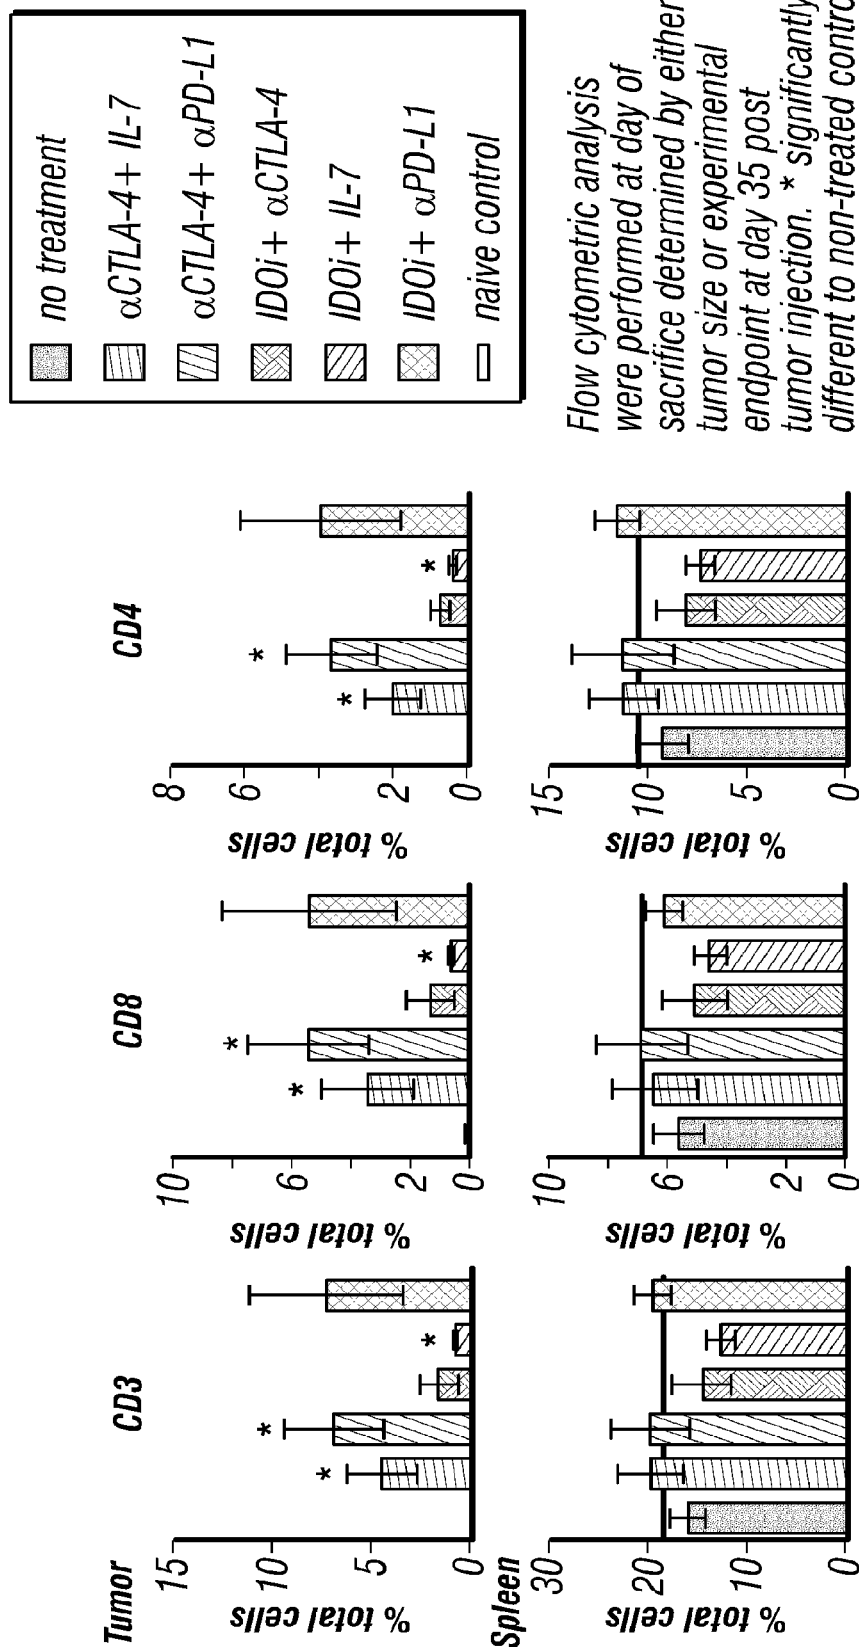 Tumor
CD3
% total cells
15
10
5
0
CD8
% total cells
10
6
2
0
CD4
% total cells
8
6
2
0
no treatment
αCTLA-4+ IL-7
αCTLA-4+ αPD-L1
IDOi+ αCTLA-4
IDOi+ IL-7
IDOi+ αPD-L1
naive control
* * *
* * *
* * *
Spleen
% total cells
30
20
10
0
% total cells
10
6
2
0
% total cells
15
10
5
0
Flow cytometric analysis
were performed at day of
sacrifice determined by either
tumor size or experimental
endpoint at day 35 post
tumor injection. * significantly
different to non-treated contro